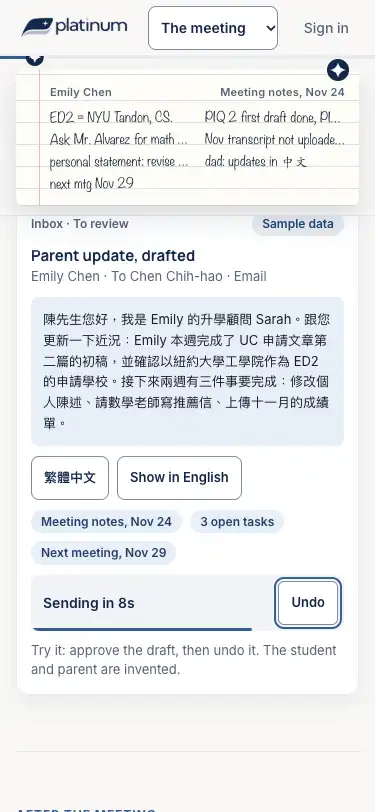 platinum
The meeting
Sign in
Emily Chen
Meeting notes, Nov 24
ED2 = NYU Tandon, CS.
PIQ 2 first draft done, PI...
Ask Mr. Alvarez for math ...
Nov transcript not uploade...
personal statement: revise ...
dad: updates in 中文
next mtg Nov 29
Inbox · To review
Sample data
Parent update, drafted
Emily Chen · To Chen Chih-hao · Email
陳先生您好，我是 Emily 的升學顧問 Sarah。跟您
更新一下近況：Emily 本週完成了 UC 申請文章第
二篇的初稿，並確認以紐約大學工學院作為 ED2
的申請學校。接下來兩週有三件事要完成：修改個
人陳述、請數學老師寫推薦信、上傳十一月的成績
單。
繁體中文
Show in English
Meeting notes, Nov 24
3 open tasks
Next meeting, Nov 29
Sending in 8s
Undo
Try it: approve the draft, then undo it. The student
and parent are invented.
AFTER THE MEETING